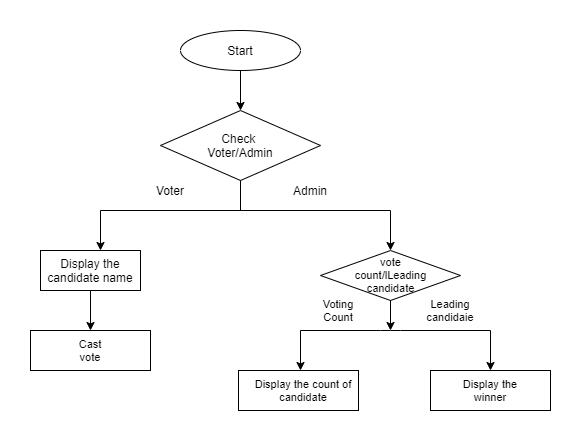 Start
Check
Voter/Admin
Voter
Admin
Display the
candidate name
vote
count/lLeading
candidate
Voting
Count
Leading
candidaie
Cast
vote
Display the count of
candidate
Display the
winner